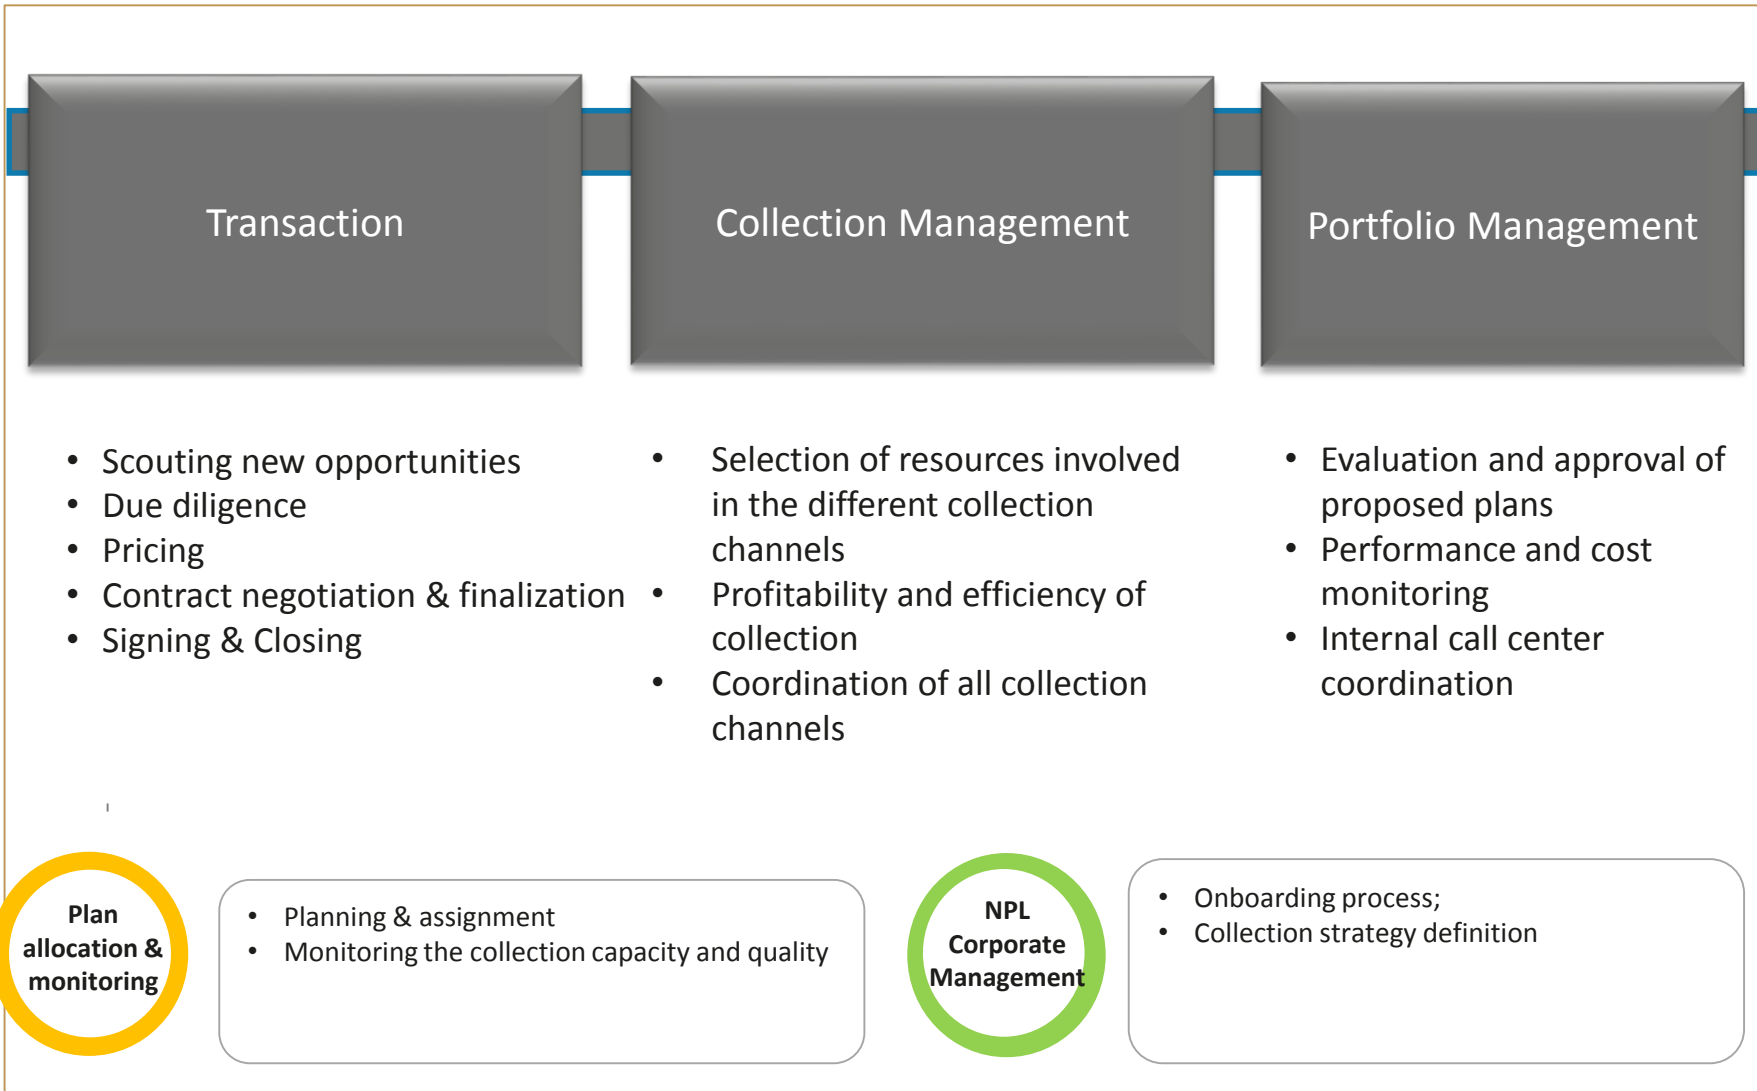 Transaction
Collection Management
Portfolio Management
• Scouting new opportunities
• Due diligence
• Pricing
• Contract negotiation & finalization
• Signing & Closing
• Selection of resources involved
in the different collection
channels
• Profitability and efficiency of
collection
• Coordination of all collection
channels
• Evaluation and approval of
proposed plans
• Performance and cost
monitoring
• Internal call center
coordination
Plan
allocation &
monitoring
• Planning & assignment
• Monitoring the collection capacity and quality
NPL
Corporate
Management
• Onboarding process;
• Collection strategy definition